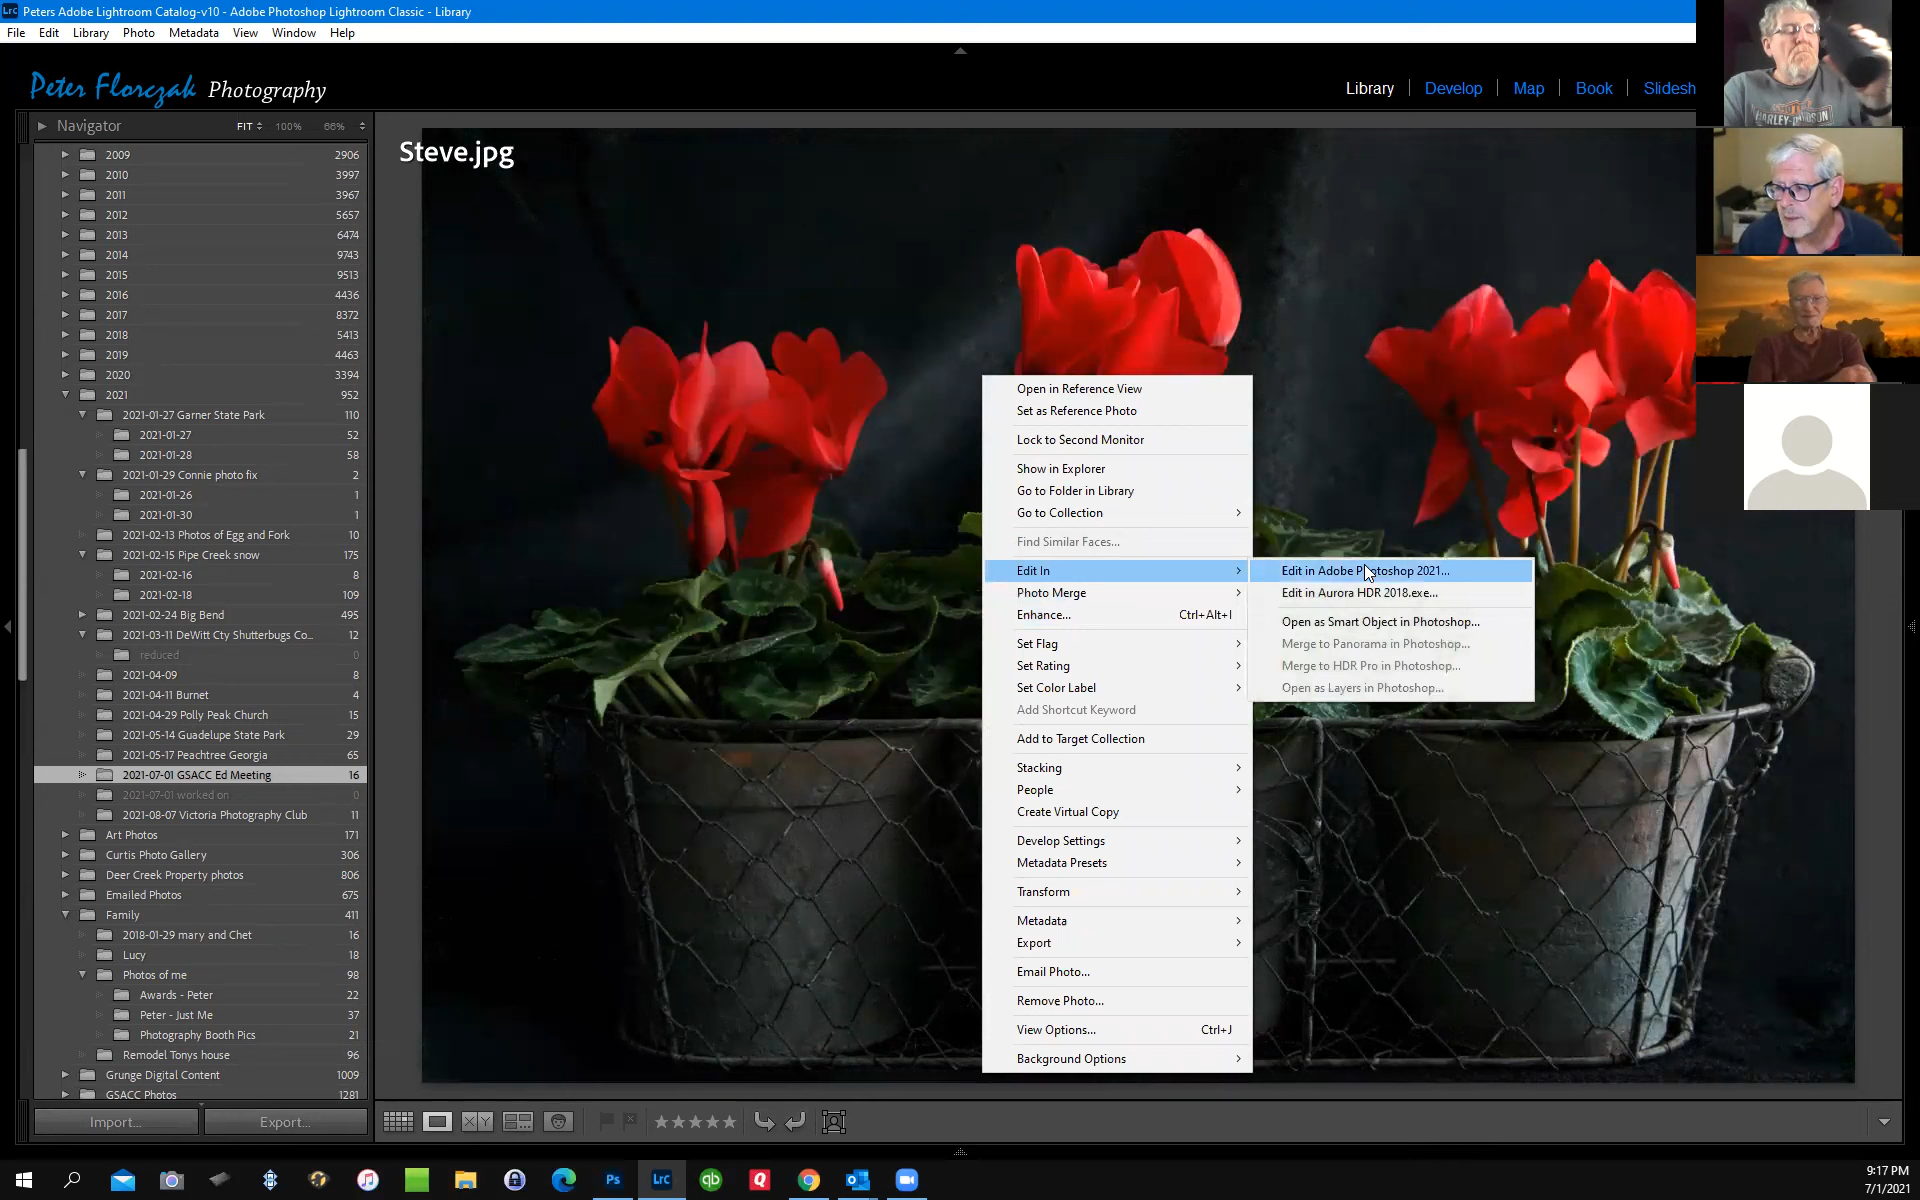 Lrc Peters Adobe Lightroom Catalog-v10 - Adobe Photoshop Lightroom Classic - Library
File Edit Library Photo Metadata View Window Help
Peter Florczak Photography
Library Develop Map Book Slidesh
HARLEY-DAVIDSON
Navigator FIT 100% 66%
Steve.jpg
2009 2906
2010 3997
2011 3967
2012 5657
2013 6474
2014 9743
2015 9513
2016 4436
2017 8372
2018 5413
2019 4463
2020 3394
2021 952
2021-01-27 Garner State Park 110
2021-01-27 52
2021-01-28 58
2021-01-29 Connie photo fix 2
2021-01-26 1
2021-01-30 1
2021-02-13 Photos of Egg and Fork 10
2021-02-15 Pipe Creek snow 175
2021-02-16 8
2021-02-18 109
2021-02-24 Big Bend 495
2021-03-11 DeWitt Cty Shutterbugs Co... 12
reduced 0
2021-04-09 8
2021-04-11 Burnet 4
2021-04-29 Polly Peak Church 15
2021-05-14 Guadelupe State Park 29
2021-05-17 Peachtree Georgia 65
2021-07-01 GSACC Ed Meeting 16
2021-07-01 worked on 0
2021-08-07 Victoria Photography Club 11
Art Photos 171
Curtis Photo Gallery 306
Deer Creek Property photos 806
Emailed Photos 675
Family 411
2018-01-29 mary and Chet 16
Lucy 18
Photos of me 98
Awards - Peter 22
Peter - Just Me 37
Photography Booth Pics 21
Remodel Tonys house 96
Grunge Digital Content 1009
GSACC Photos 1281
Import... Export...
Open in Reference View
Set as Reference Photo
Lock to Second Monitor
Show in Explorer
Go to Folder in Library
Go to Collection
Find Similar Faces...
Edit In
Photo Merge
Enhance... Ctrl+Alt+I
Set Flag
Set Rating
Set Color Label
Add Shortcut Keyword
Add to Target Collection
Stacking
People
Create Virtual Copy
Develop Settings
Metadata Presets
Transform
Metadata
Export
Email Photo...
Remove Photo...
View Options... Ctrl+J
Background Options
Edit in Adobe Photoshop 2021...
Edit in Aurora HDR 2018.exe...
Open as Smart Object in Photoshop...
Merge to Panorama in Photoshop...
Merge to HDR Pro in Photoshop...
Open as Layers in Photoshop...
X Y
Ps Lrc qb Q
9:17 PM
7/1/2021